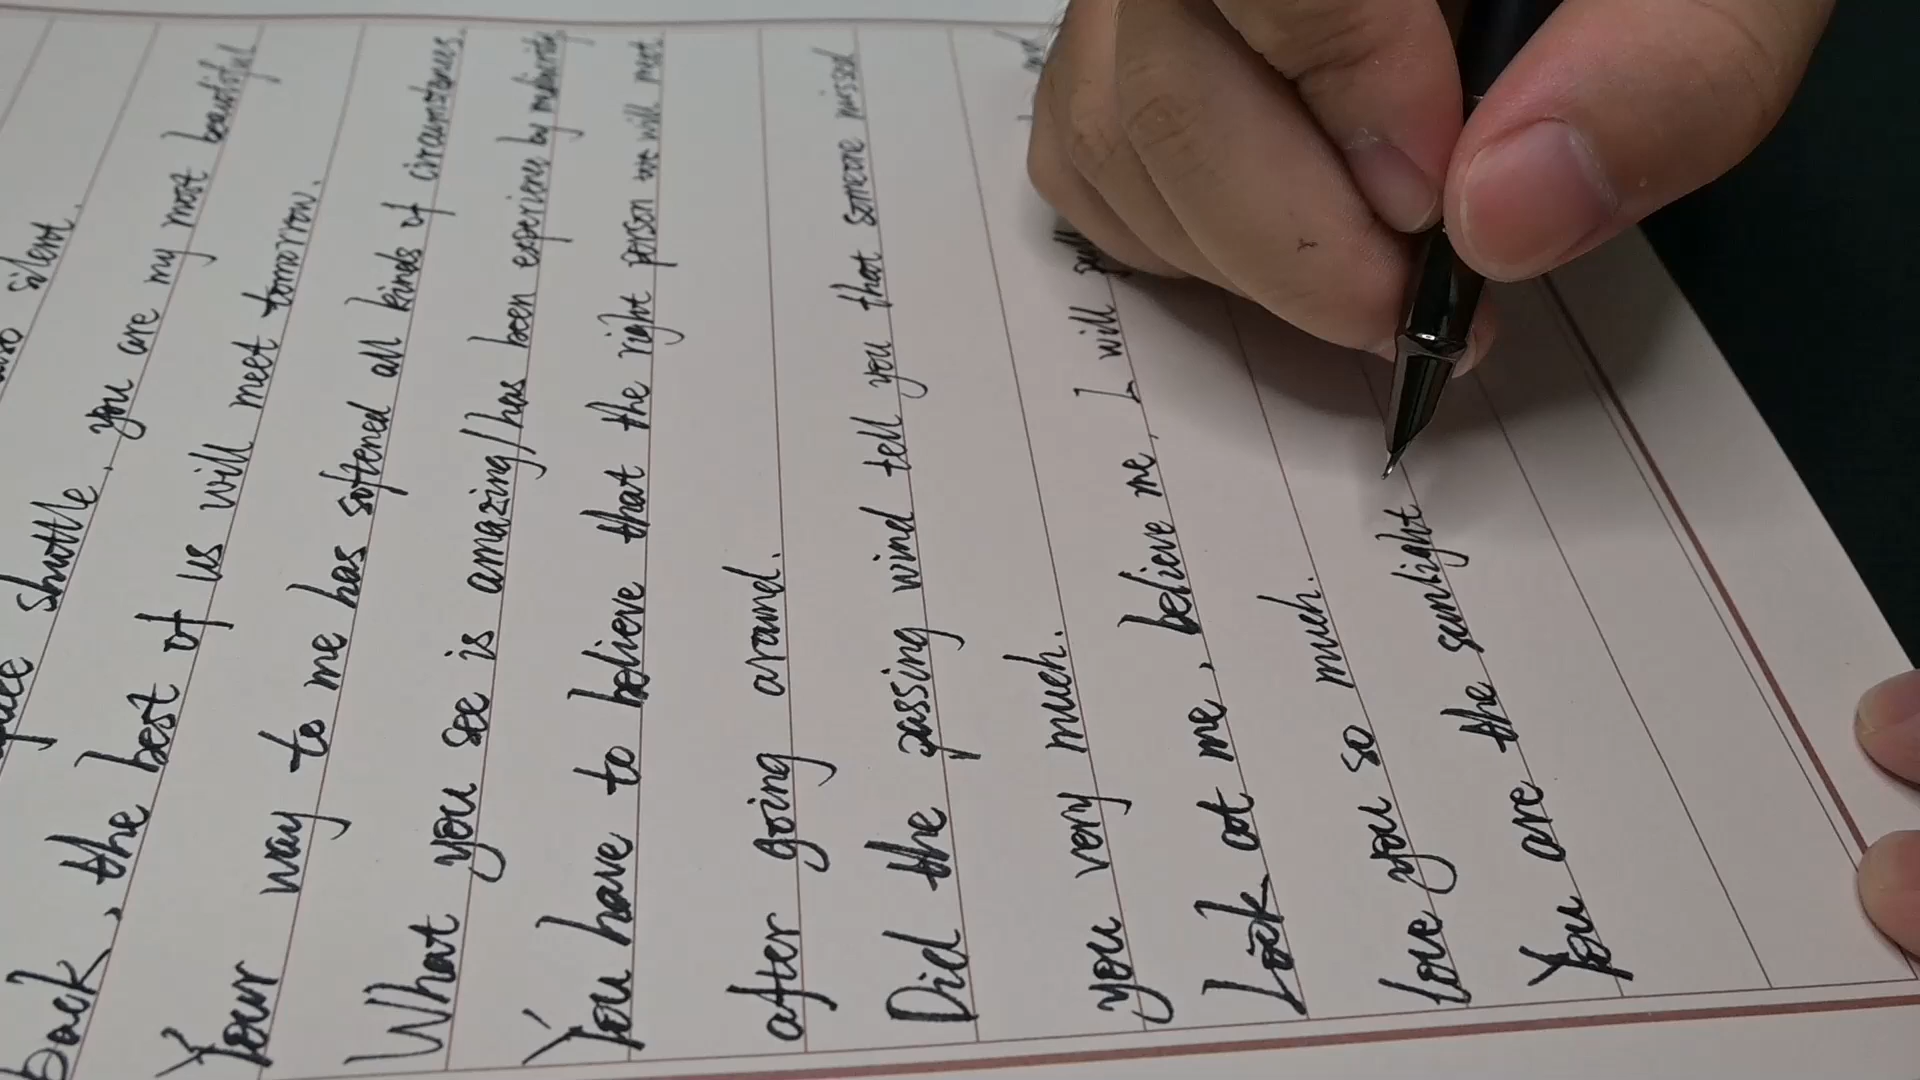 silent.
shuttle, you are my most beautiful
back, the best of us will meet tomorrow.
Your way to me has softened all kinds of circumstances.
What you see is amazing/has been experienced by maturity
You have to believe that the right person we will meet
after going around.
Did the passing wind tell you that someone missed
you very much.
Look at me, believe me, I will
love you so much.
You are the sunlight